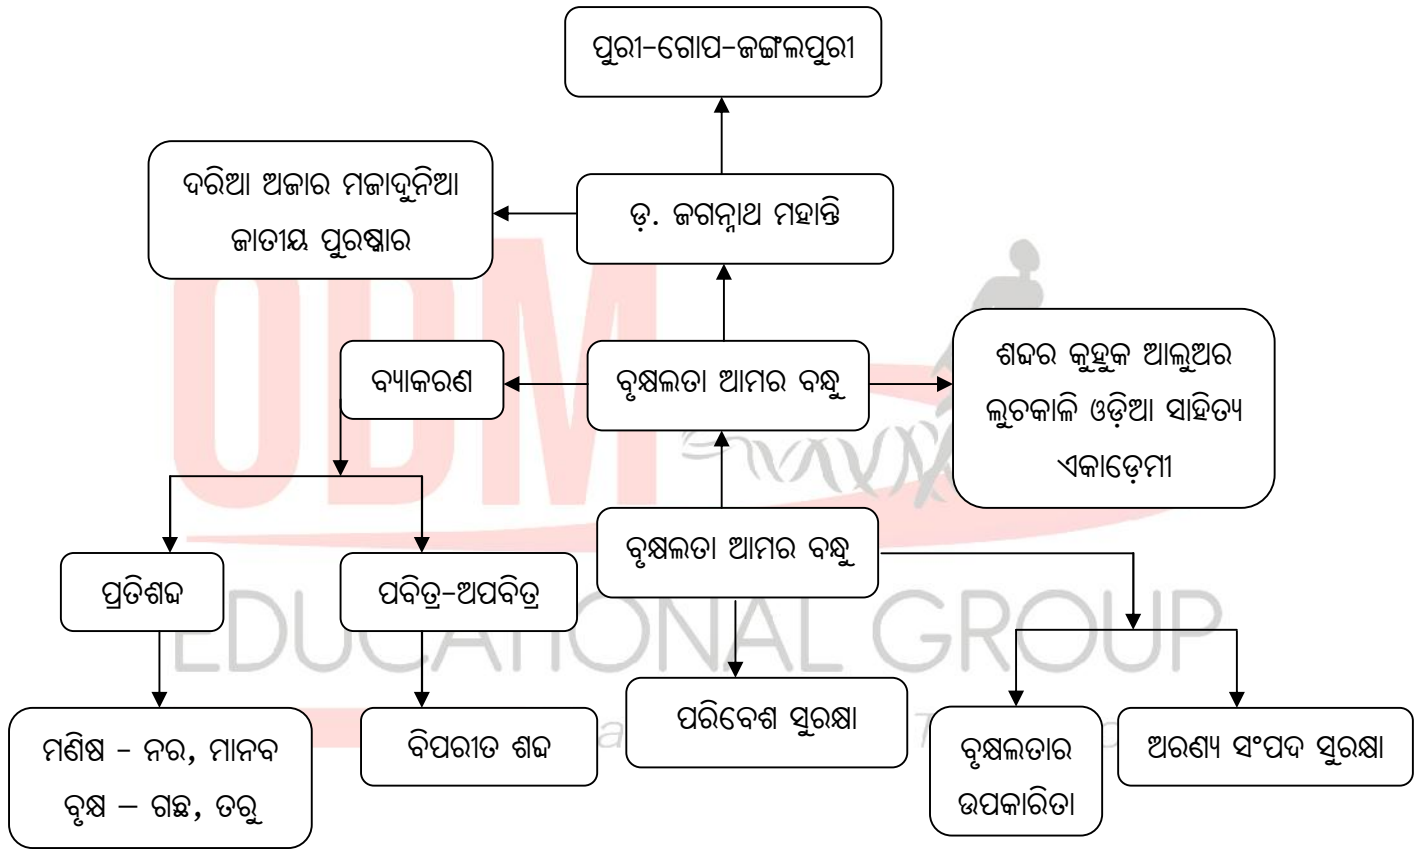 ପୁରୀ-ଗୋପ-ଜଙ୍ଗଲପୁରୀ
ଦରିଆ ଅଜାର ମଜାଦୁନିଆ
ଜାତୀୟ ପୁରଷ୍କାର
ଡ଼. ଜଗନ୍ନାଥ ମହାନ୍ତି
ବ୍ୟାକରଣ
ବୃକ୍ଷଲତା ଆମର ବନ୍ଧୁ
ଶବ୍ଦର କୁହୁକ ଆଲୁଅର
ଲୁଚକାଳି ଓଡ଼ିଆ ସାହିତ୍ୟ
ଏକାଡ଼େମୀ
ବୃକ୍ଷଲତା ଆମର ବନ୍ଧୁ
ପ୍ରତିଶବ୍ଦ
ପବିତ୍ର-ଅପବିତ୍ର
ମଣିଷ - ନର, ମାନବ
ବୃକ୍ଷ – ଗଛ, ତରୁ
ବିପରୀତ ଶବ୍ଦ
ପରିବେଶ ସୁରକ୍ଷା
ବୃକ୍ଷଲତାର
ଉପକାରିତା
ଅରଣ୍ୟ ସଂପଦ ସୁରକ୍ଷା
ODM
EDUCATIONAL GROUP